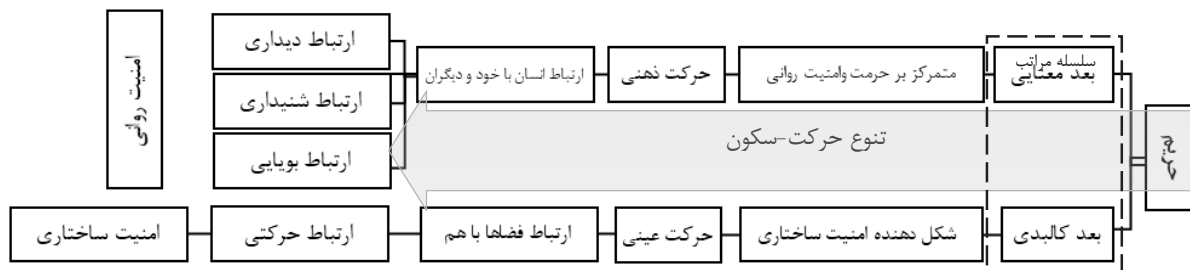 حریم
سلسله مراتب
بعد معنایی
متمرکز بر حرمت وامنیت روانی
حرکت ذهنی
ارتباط انسان با خود و دیگران
ارتباط دیداری
ارتباط شنیداری
ارتباط بویایی
امنیت روانی
تنوع حرکت-سکون
بعد کالبدی
شکل دهنده امنیت ساختاری
حرکت عینی
ارتباط فضاها با هم
ارتباط حرکتی
امنیت ساختاری